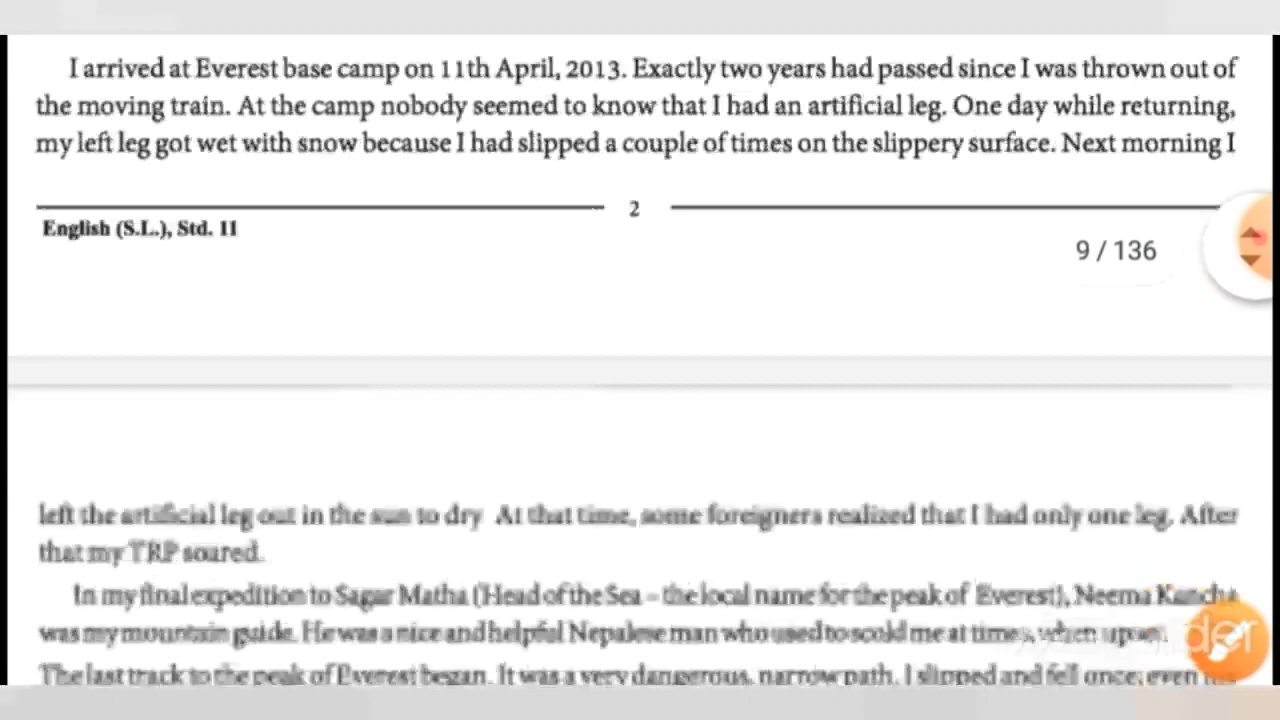 I arrived at Everest base camp on 11th April, 2013. Exactly two years had passed since I was thrown out of
the moving train. At the camp nobody seemed to know that I had an artificial leg. One day while returning,
my left leg got wet with snow because I had slipped a couple of times on the slippery surface. Next morning I
2
English (S.L.), Std. 11
9 / 136
left the artificial leg out in the sun to dry At that time, some foreigners realized that I had only one leg. After
that my TRP soared.
In my final expedition to Sagar Matha (Head of the Sea – the local name for the peak of Everest), Neema Kancha
was my mountain guide. He was a nice and helpful Nepalese man who used to scold me at times, when upset.
The last track to the peak of Everest began. It was a very dangerous, narrow path. I slipped and fell once, even